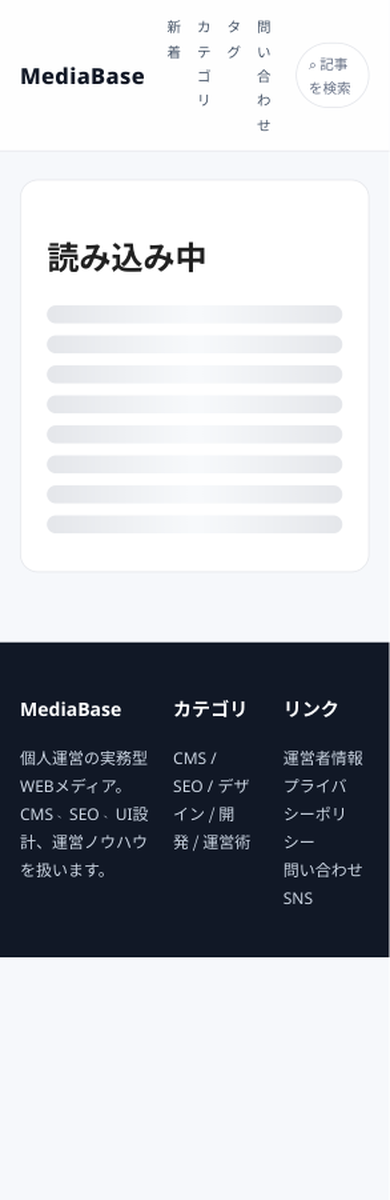 MediaBase
新着
カテゴリ
タグ
問い合わせ
⌕ 記事
を検索
読み込み中
MediaBase
個人運営の実務型
WEBメディア。
CMS、SEO、UI設
計、運営ノウハウ
を扱います。
カテゴリ
CMS /
SEO / デザ
イン / 開
発 / 運営術
リンク
運営者情報
プライバ
シーポリ
シー
問い合わせ
SNS